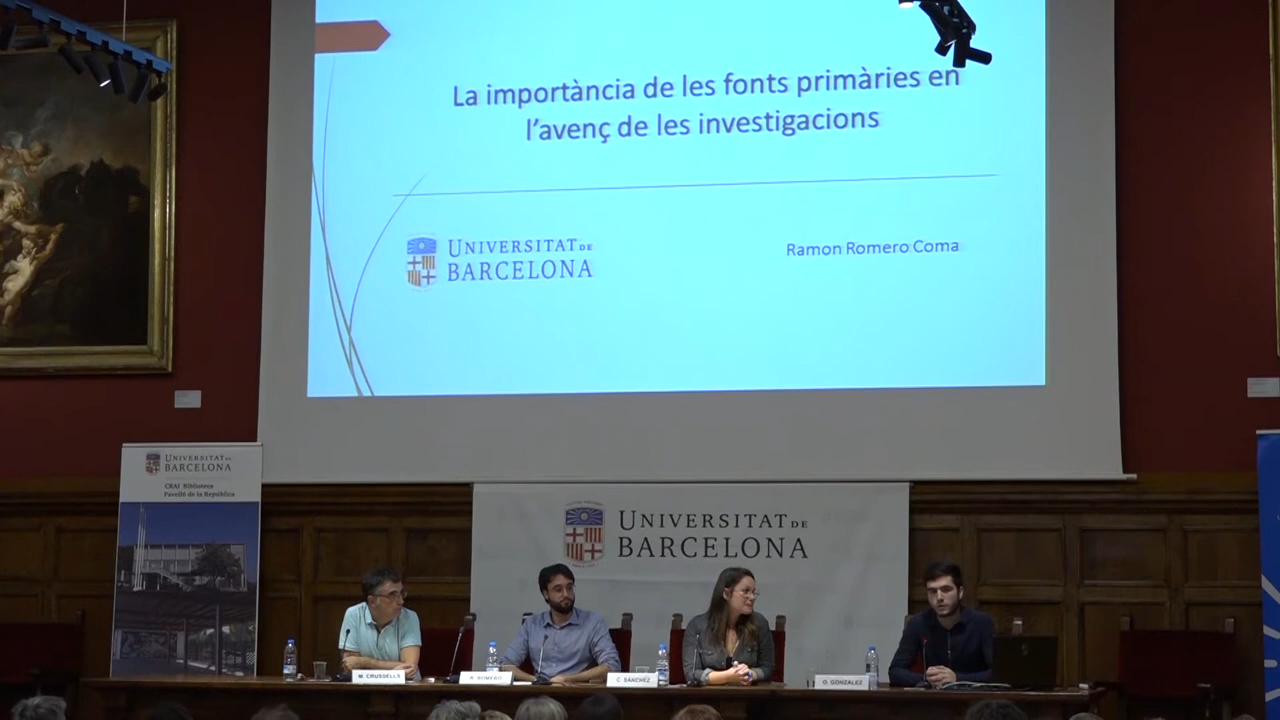 La importància de les fonts primàries en
l'avenç de les investigacions
UNIVERSITAT DE
BARCELONA
Ramon Romero Coma
UNIVERSITAT DE
BARCELONA
CRAI Biblioteca
Pavelló de la República
UNIVERSITAT DE
BARCELONA
M. CRUSSELLS
R. ROMERO
C. SÁNCHEZ
O. GONZALEZ